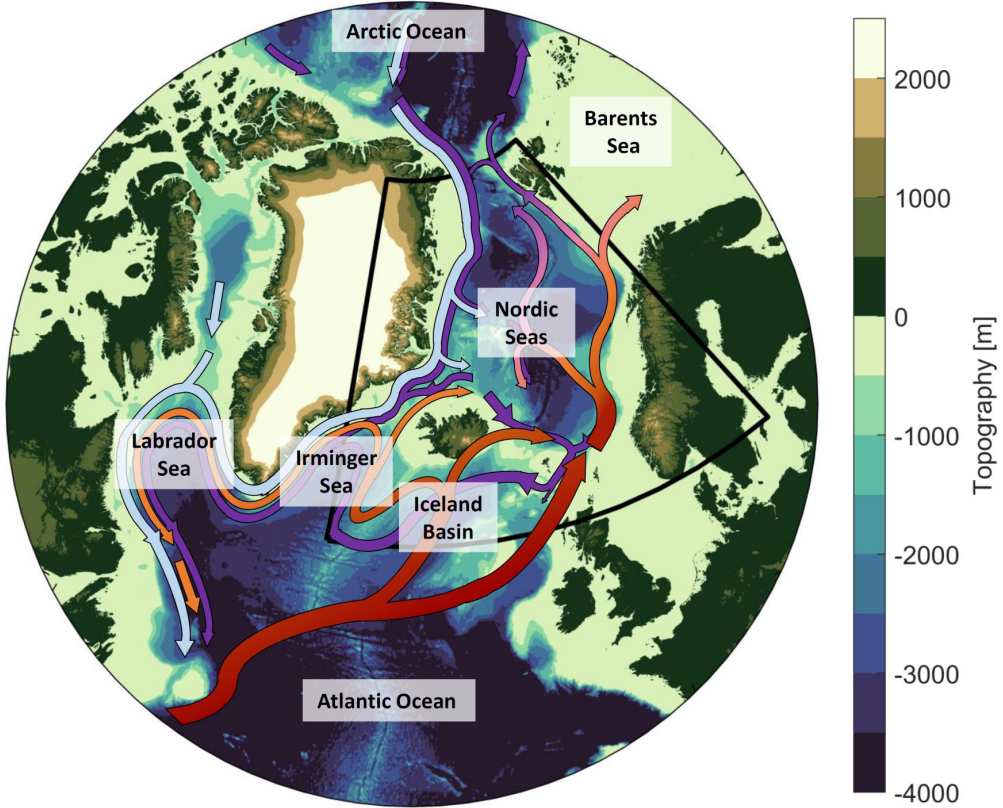 Arctic Ocean
Barents
Sea
Nordic
Seas
Labrador
Sea
Irminger
Sea
Iceland
Basin
Atlantic Ocean
2000
1000
0
-1000
-2000
-3000
-4000
Topography [m]